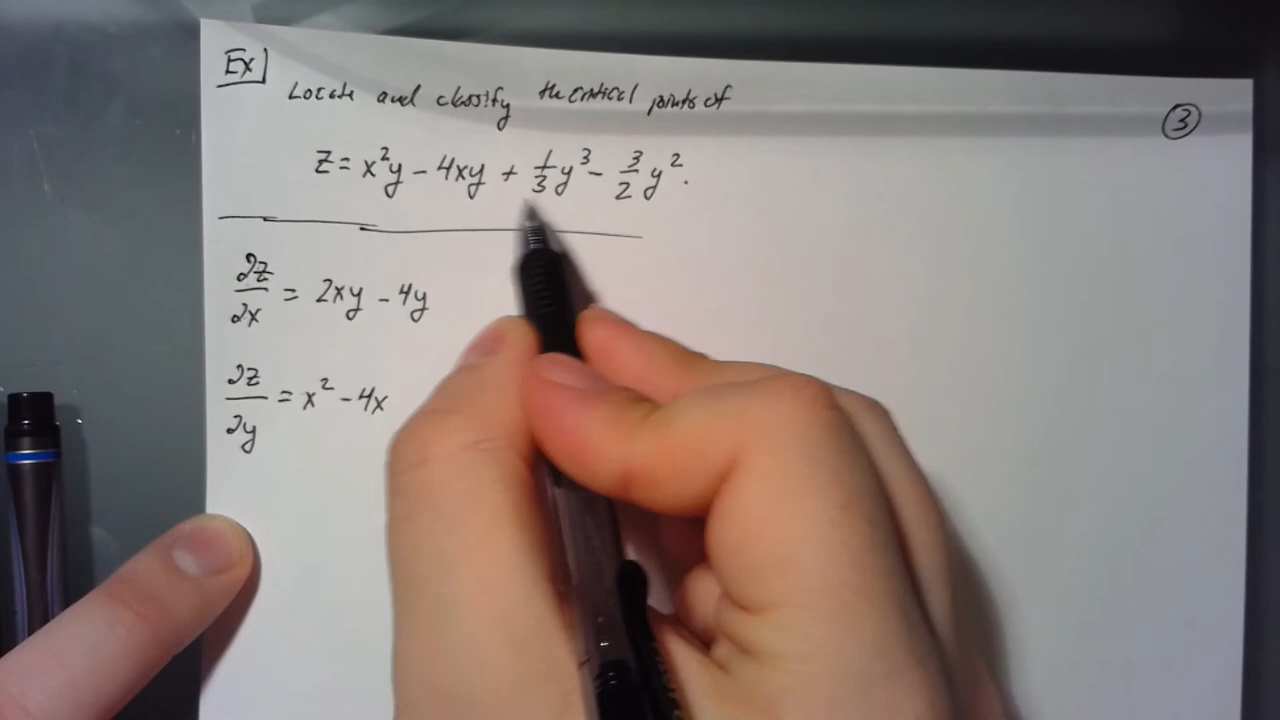 Ex]
Locate and classify the critical points of
③
z = x²y - 4xy + 1/3 y³ - 3/2 y².
∂z/∂x = 2xy - 4y
∂z/∂y = x² - 4x